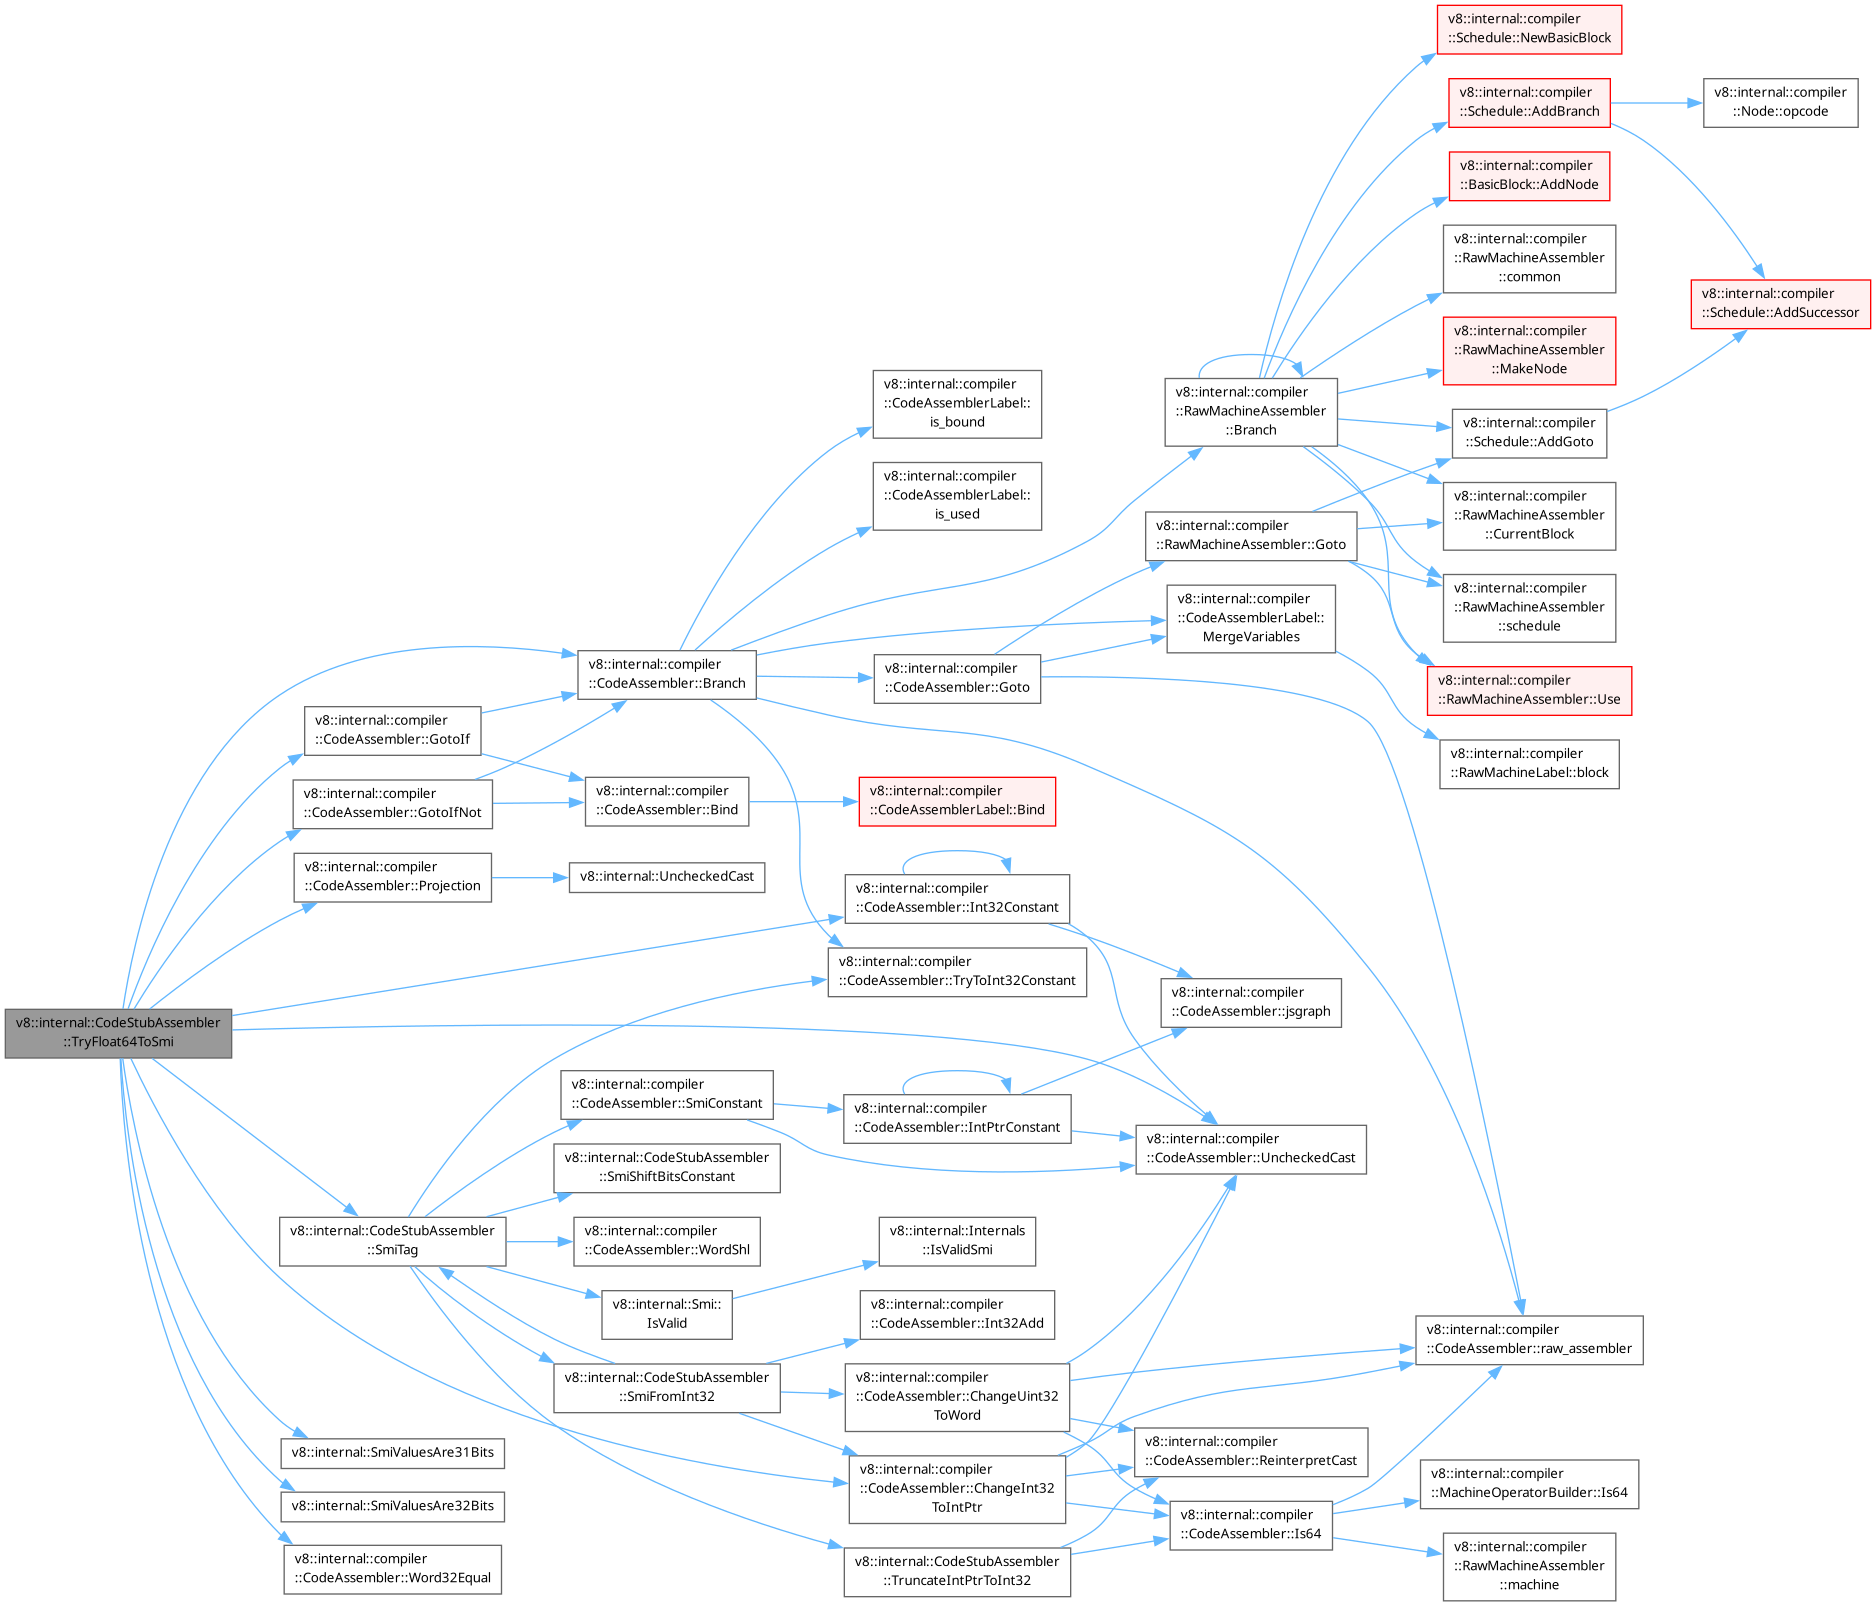 v8::internal::CodeStubAssembler
::TryFloat64ToSmi
v8::internal::compiler
::CodeAssembler::GotoIf
v8::internal::compiler
::CodeAssembler::GotoIfNot
v8::internal::compiler
::CodeAssembler::Projection
v8::internal::CodeStubAssembler
::SmiTag
v8::internal::SmiValuesAre31Bits
v8::internal::SmiValuesAre32Bits
v8::internal::compiler
::CodeAssembler::Word32Equal
v8::internal::compiler
::CodeAssembler::Branch
v8::internal::compiler
::CodeAssembler::Bind
v8::internal::UncheckedCast
v8::internal::compiler
::CodeAssembler::SmiConstant
v8::internal::CodeStubAssembler
::SmiShiftBitsConstant
v8::internal::compiler
::CodeAssembler::WordShl
v8::internal::Smi::
IsValid
v8::internal::CodeStubAssembler
::SmiFromInt32
v8::internal::compiler
::CodeAssemblerLabel::
is_bound
v8::internal::compiler
::CodeAssemblerLabel::
is_used
v8::internal::compiler
::CodeAssembler::Goto
v8::internal::compiler
::CodeAssemblerLabel::Bind
v8::internal::compiler
::CodeAssembler::Int32Constant
v8::internal::compiler
::CodeAssembler::TryToInt32Constant
v8::internal::compiler
::CodeAssembler::IntPtrConstant
v8::internal::Internals
::IsValidSmi
v8::internal::compiler
::CodeAssembler::Int32Add
v8::internal::compiler
::CodeAssembler::ChangeUint32
ToWord
v8::internal::compiler
::CodeAssembler::ChangeInt32
ToIntPtr
v8::internal::CodeStubAssembler
::TruncateIntPtrToInt32
v8::internal::compiler
::RawMachineAssembler
::Branch
v8::internal::compiler
::RawMachineAssembler::Goto
v8::internal::compiler
::CodeAssemblerLabel::
MergeVariables
v8::internal::compiler
::CodeAssembler::jsgraph
v8::internal::compiler
::CodeAssembler::UncheckedCast
v8::internal::compiler
::CodeAssembler::ReinterpretCast
v8::internal::compiler
::CodeAssembler::Is64
v8::internal::compiler
::Schedule::NewBasicBlock
v8::internal::compiler
::Schedule::AddBranch
v8::internal::compiler
::BasicBlock::AddNode
v8::internal::compiler
::RawMachineAssembler
::common
v8::internal::compiler
::RawMachineAssembler
::MakeNode
v8::internal::compiler
::Schedule::AddGoto
v8::internal::compiler
::RawMachineAssembler
::CurrentBlock
v8::internal::compiler
::RawMachineAssembler
::schedule
v8::internal::compiler
::RawMachineAssembler::Use
v8::internal::compiler
::RawMachineLabel::block
v8::internal::compiler
::CodeAssembler::raw_assembler
v8::internal::compiler
::MachineOperatorBuilder::Is64
v8::internal::compiler
::RawMachineAssembler
::machine
v8::internal::compiler
::Node::opcode
v8::internal::compiler
::Schedule::AddSuccessor